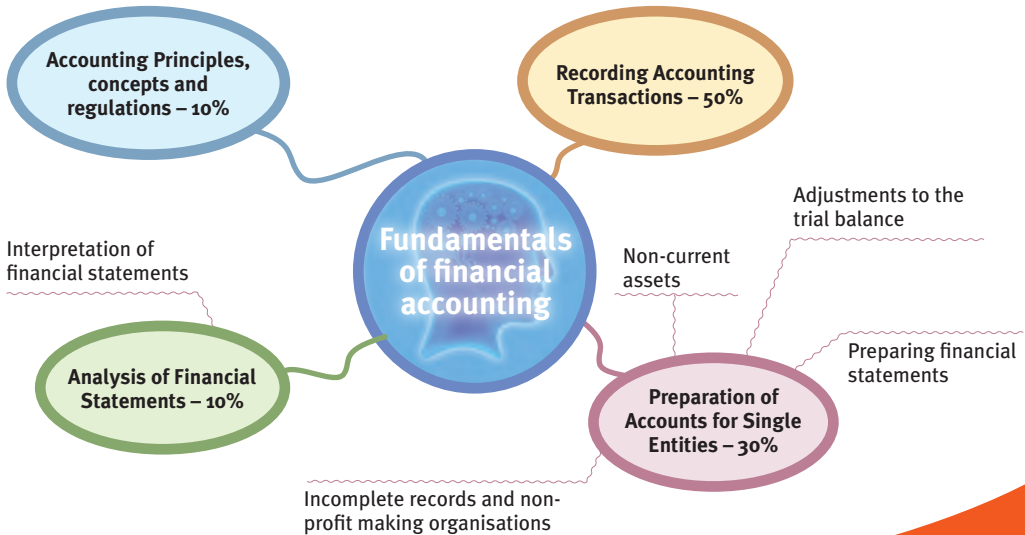 Accounting Principles,
concepts and
regulations – 10%
Recording Accounting
Transactions – 50%
Adjustments to the
trial balance
Fundamentals
of financial
accounting
Non-current
assets
Interpretation of
financial statements
Preparing financial
statements
Analysis of Financial
Statements – 10%
Preparation of
Accounts for Single
Entities – 30%
Incomplete records and non-
profit making organisations